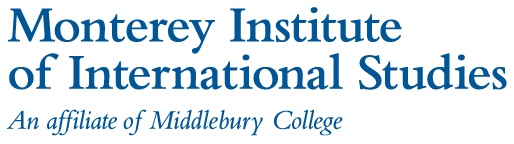 Monterey Institute
of International Studies
An affiliate of Middlebury College